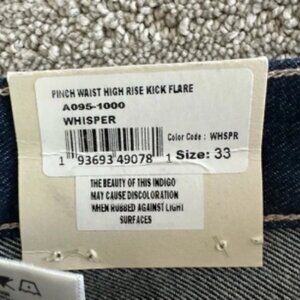 PINCH WAIST HIGH RISE KICK FLARE
A095-1000
WHISPER
Color Code : WHSPR
1 93693 49078 1 Size: 33
THE BEAUTY OF THIS INDIGO
MAY CAUSE DISCOLORATION
WHEN RUBBED AGAINST LIGHT
SURFACES